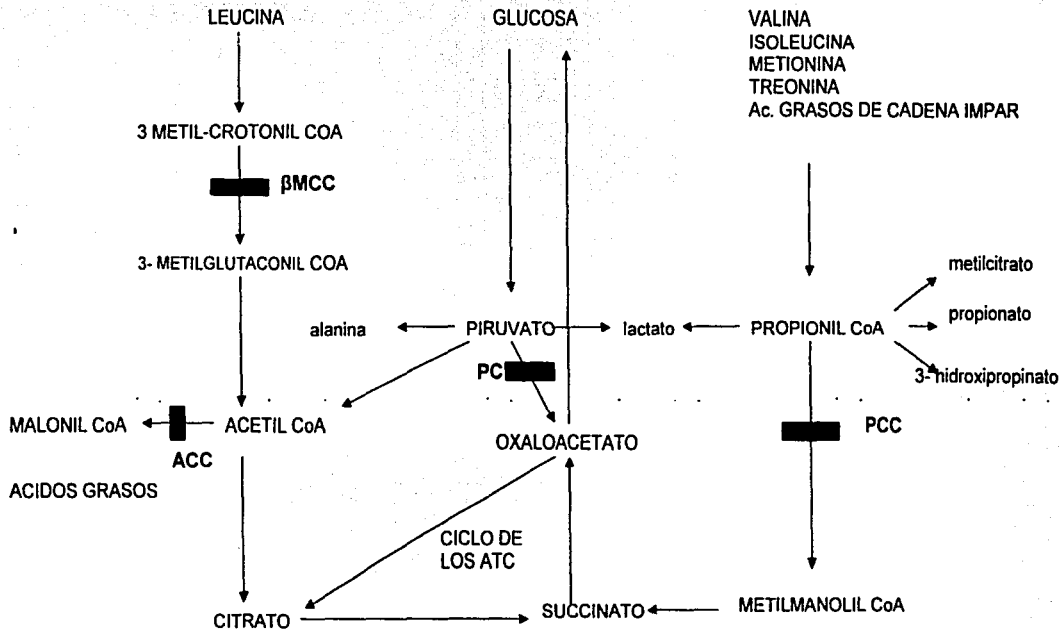 LEUCINA
GLUCOSA
VALINA
ISOLEUCINA
METIONINA
TREONINA
Ac. GRASOS DE CADENA IMPAR
3 METIL-CROTONIL COA
βMCC
3- METILGLUTACONIL COA
alanina
PIRUVATO
lactato
PROPIONIL CoA
metilcitrato
propionato
3- hidroxipropinato
PC
MALONIL CoA
ACETIL CoA
ACC
OXALOACETATO
PCC
ACIDOS GRASOS
CICLO DE
LOS ATC
CITRATO
SUCCINATO
METILMANOLIL CoA